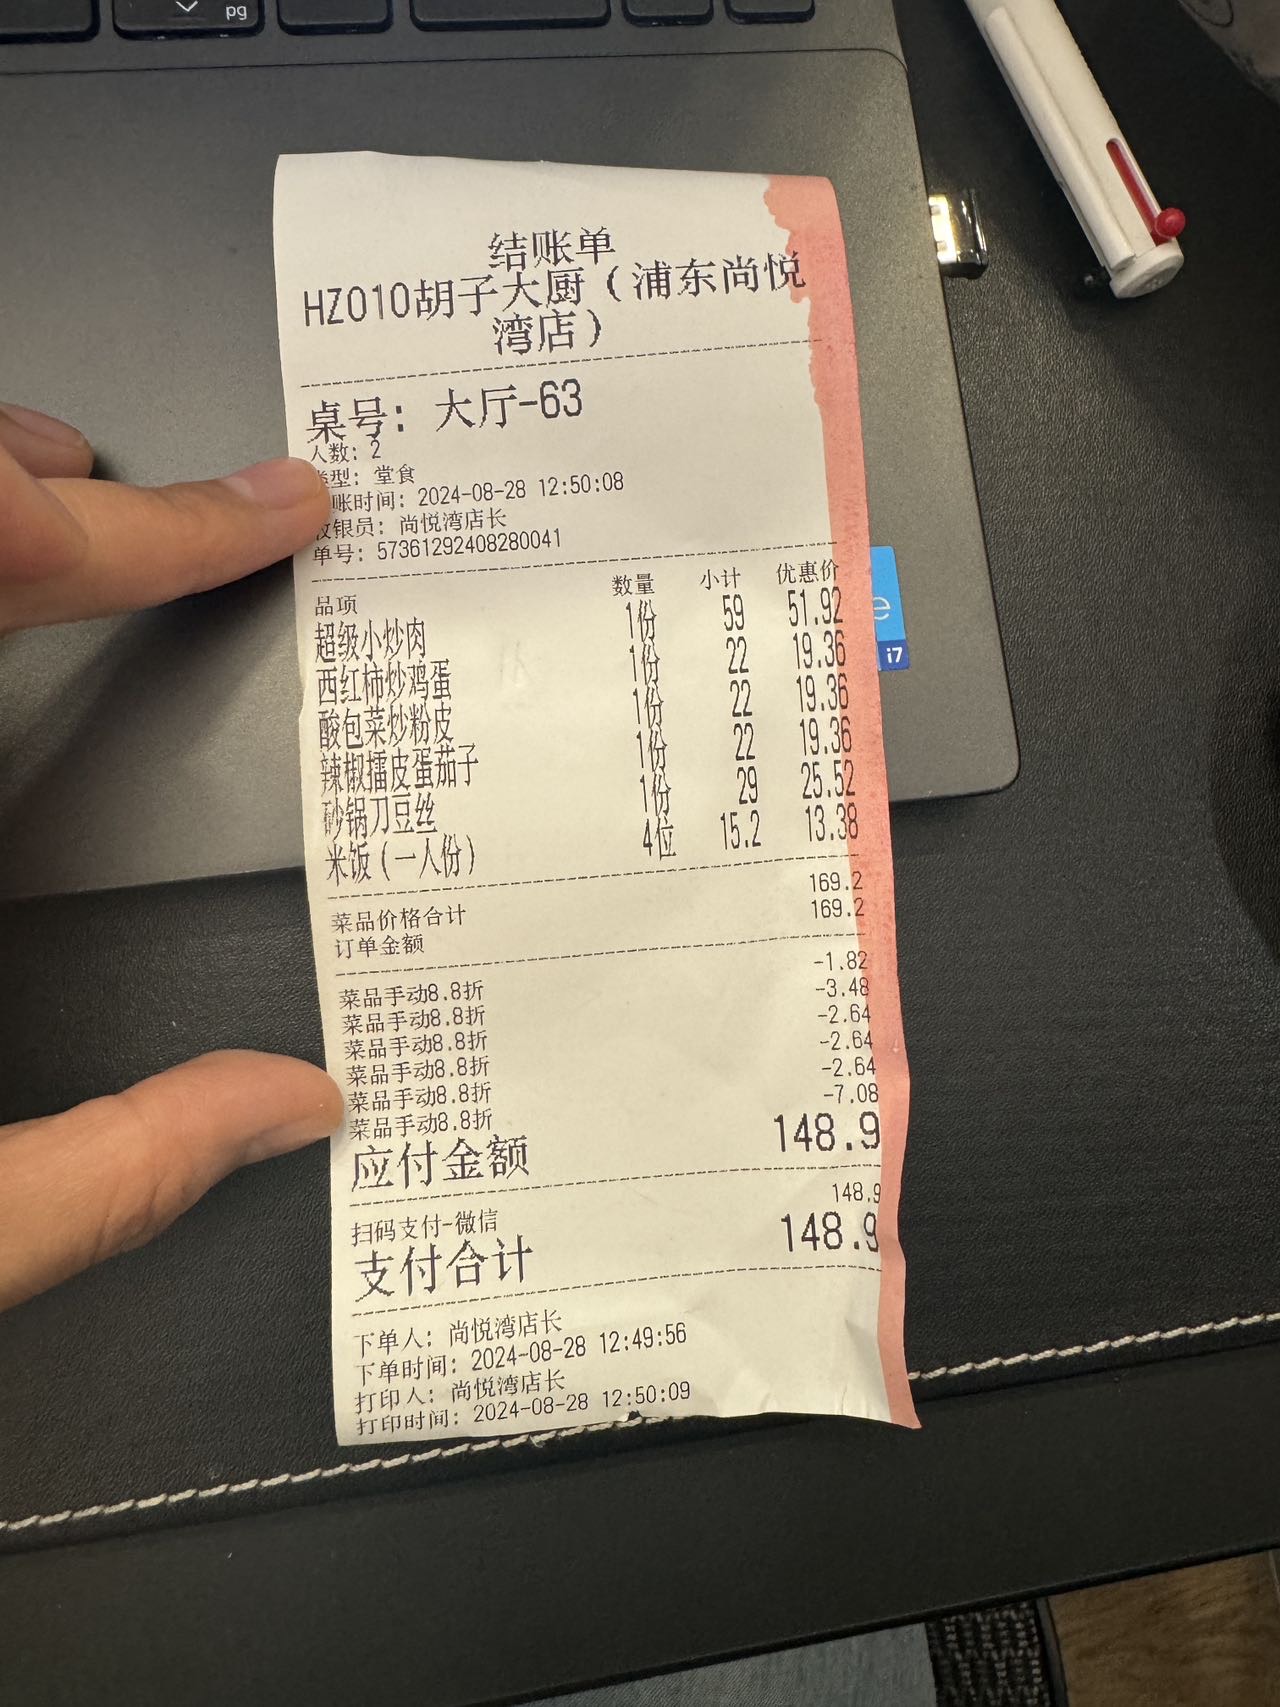 pg
结账单
HZ010胡子大厨（浦东尚悦
湾店）
桌号：大厅-63
人数：2
类型：堂食
账时间：2024-08-28 12:50:08
收银员：尚悦湾店长
单号：57361292408280041
品项 数量 小计 优惠价
超级小炒肉 1份 59 51.92
西红柿炒鸡蛋 1份 22 19.36
酸包菜炒粉皮 1份 22 19.36
辣椒擂皮蛋茄子 1份 22 19.36
砂锅刀豆丝 1份 29 25.52
米饭（一人份） 4位 15.2 13.38
菜品价格合计 169.2
订单金额 169.2
菜品手动8.8折 -1.82
菜品手动8.8折 -3.48
菜品手动8.8折 -2.64
菜品手动8.8折 -2.64
菜品手动8.8折 -2.64
菜品手动8.8折 -7.08
应付金额 148.9
扫码支付-微信 148.9
支付合计 148.9
下单人：尚悦湾店长
下单时间：2024-08-28 12:49:56
打印人：尚悦湾店长
打印时间：2024-08-28 12:50:09
e
i7